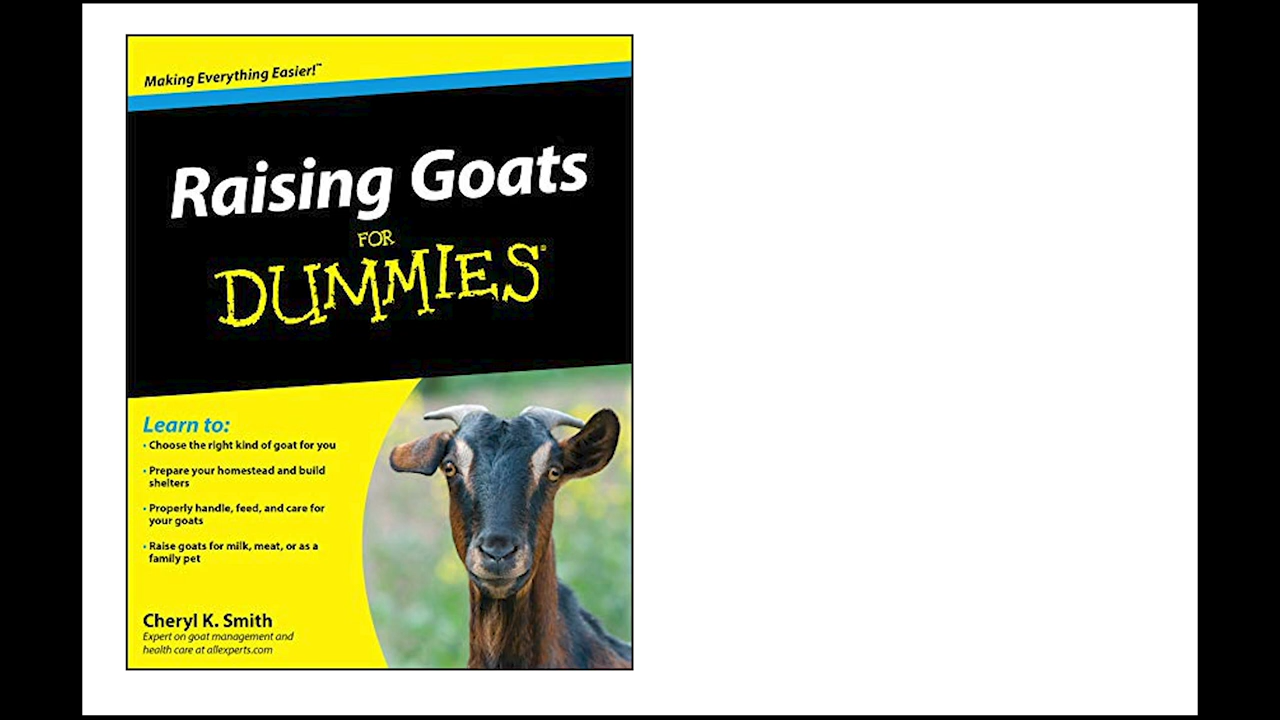 Making Everything Easier!™
Raising Goats
FOR
DUMMIES®
Learn to:
• Choose the right kind of goat for you
• Prepare your homestead and build
shelters
• Properly handle, feed, and care for
your goats
• Raise goats for milk, meat, or as a
family pet
Cheryl K. Smith
Expert on goat management and
health care at allexperts.com